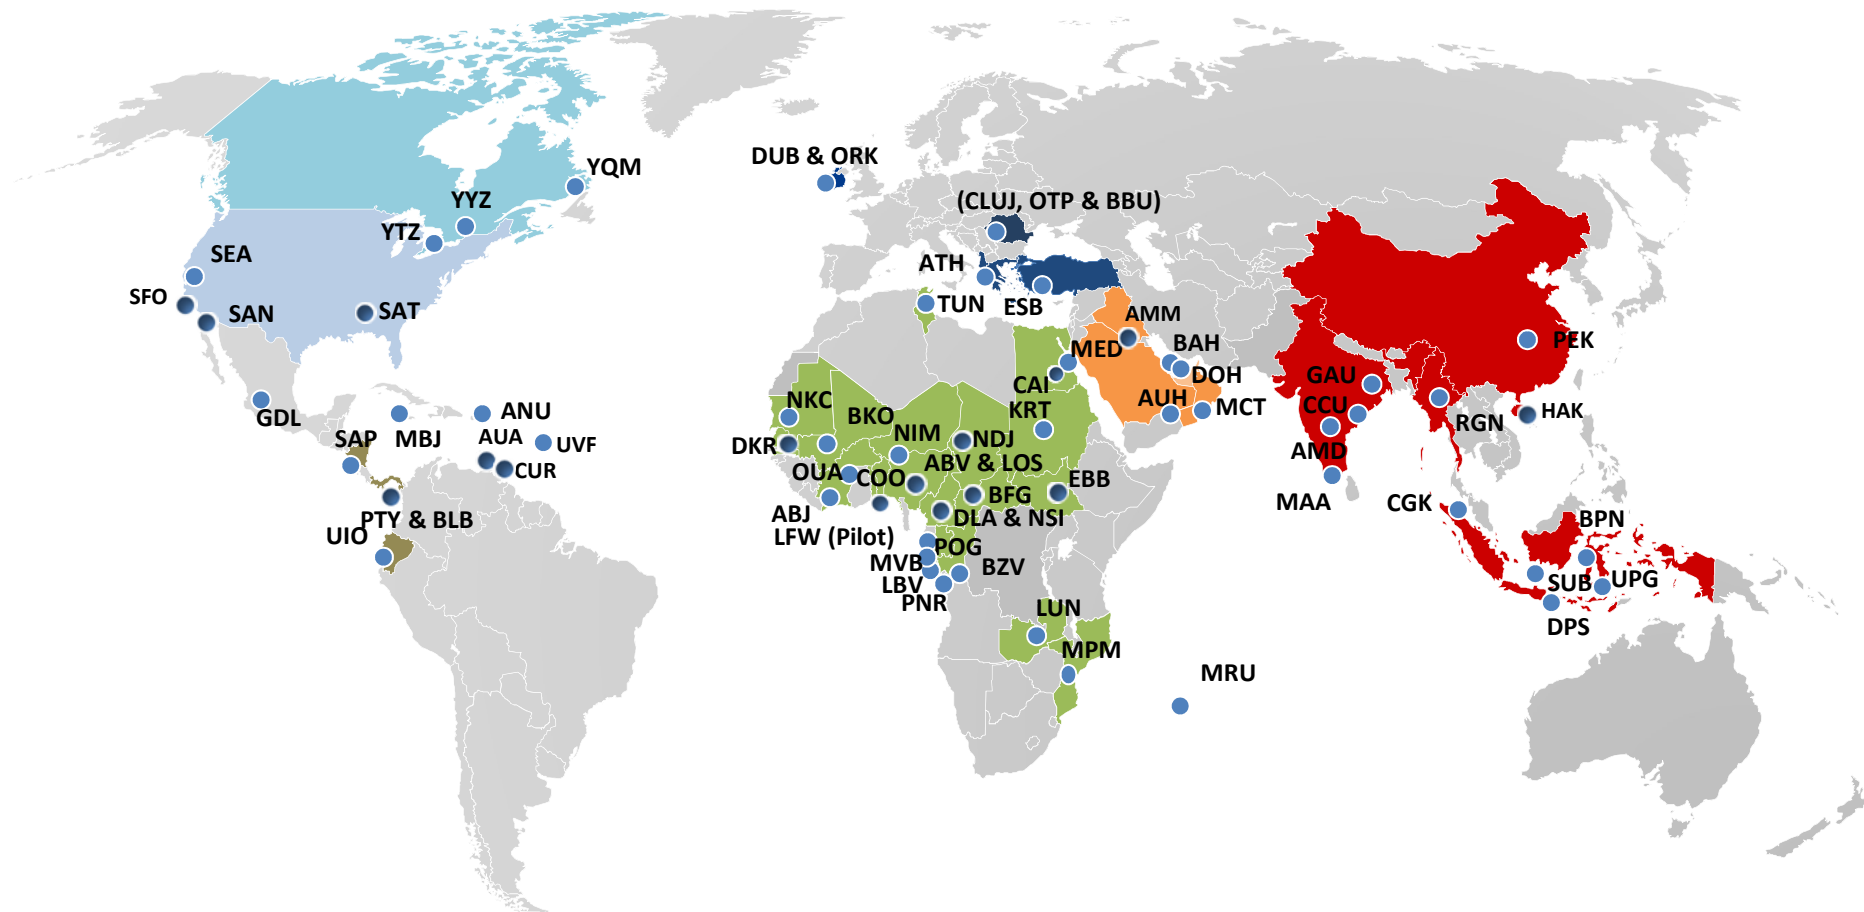 DUB & ORK
YQM
YYZ
(CLUJ, OTP & BBU)
YTZ
SEA
ATH
SFO
SAN
SAT
TUN
ESB
AMM
MED
BAH
PEK
DOH
CAI
GAU
AUH
NKC
BKO
KRT
MCT
CCU
HAK
GDL
ANU
RGN
SAP
MBJ
AUA
UVF
DKR
NIM
NDJ
AMD
ABV & LOS
CUR
OUA
COO
EBB
BFG
MAA
CGK
ABJ
DLA & NSI
PTY & BLB
BPN
LFW (Pilot)
UIO
POG
MVB
BZV
LBV
SUB
UPG
PNR
LUN
DPS
MPM
MRU